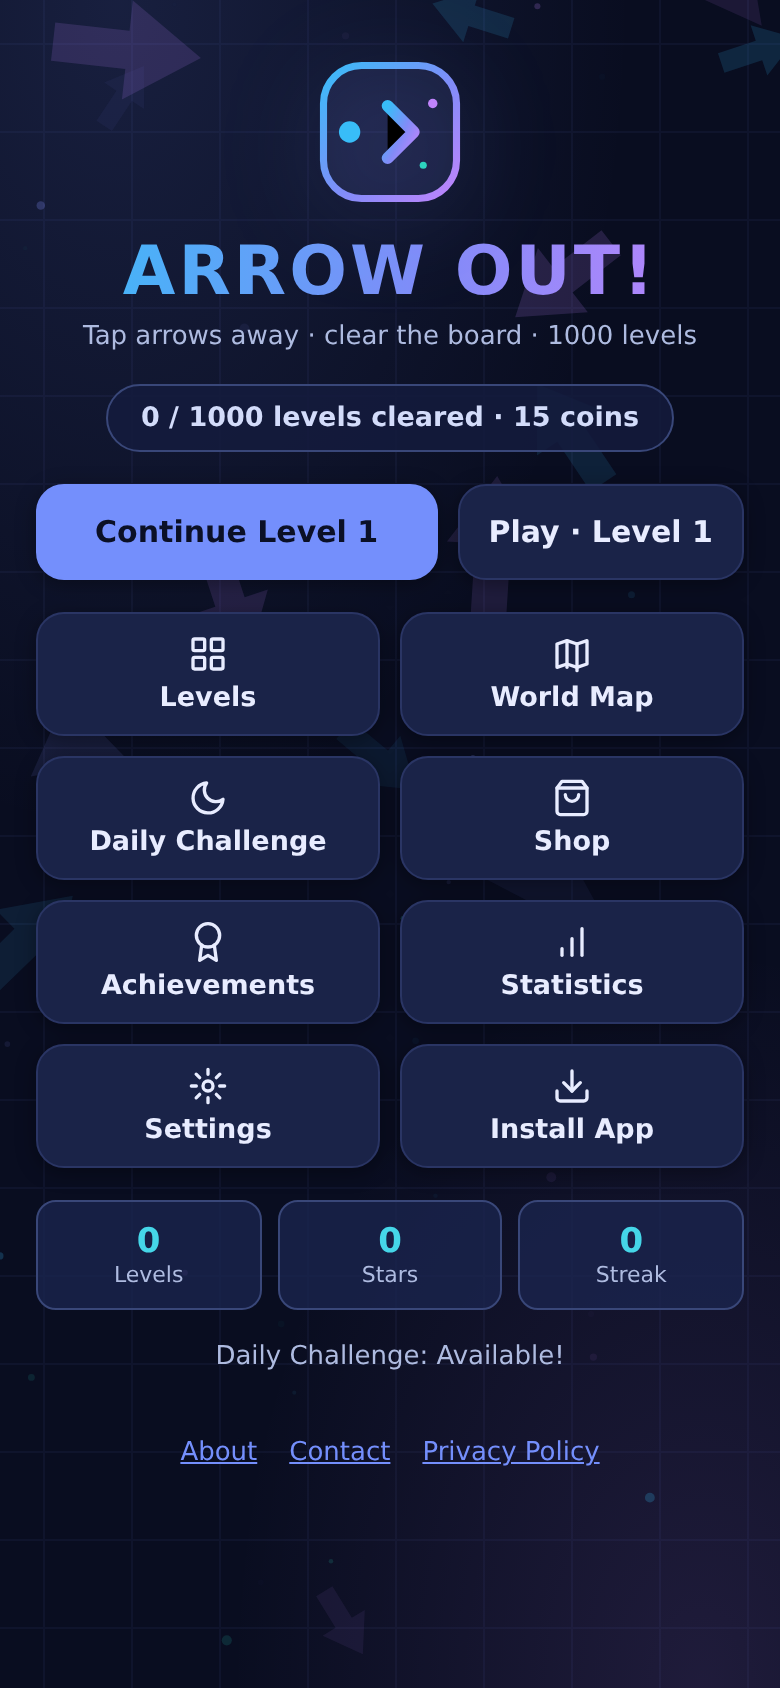 ARROW OUT!
Tap arrows away · clear the board · 1000 levels
0 / 1000 levels cleared · 15 coins
Continue Level 1
Play · Level 1
Levels
World Map
Daily Challenge
Shop
Achievements
Statistics
Settings
Install App
0
Levels
0
Stars
0
Streak
Daily Challenge: Available!
About Contact Privacy Policy